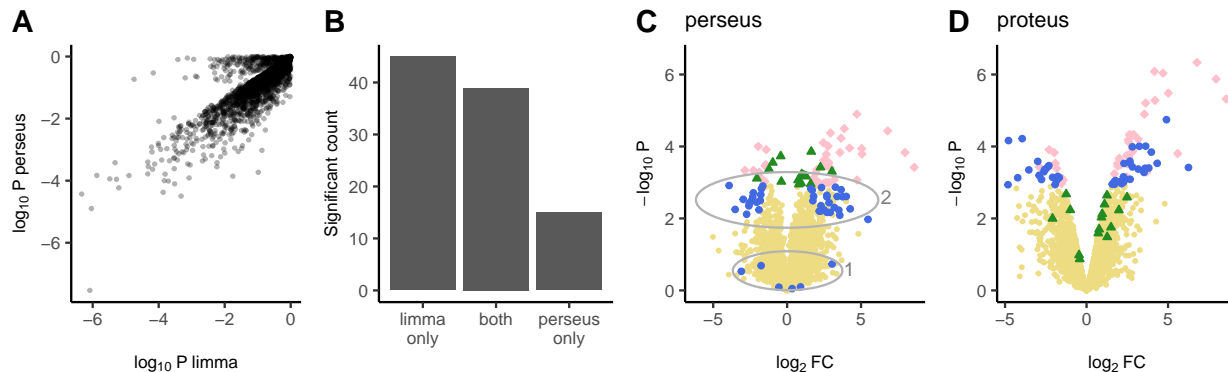 A
log₁₀ P perseus
0
−2
−4
−6
−6
−4
−2
0
log₁₀ P limma
B
Significant count
40
30
20
10
0
limma only
both
perseus only
C
perseus
−log₁₀ P
6
4
2
0
2
1
−5
0
5
log₂ FC
D
proteus
−log₁₀ P
6
4
2
0
−5
0
5
log₂ FC